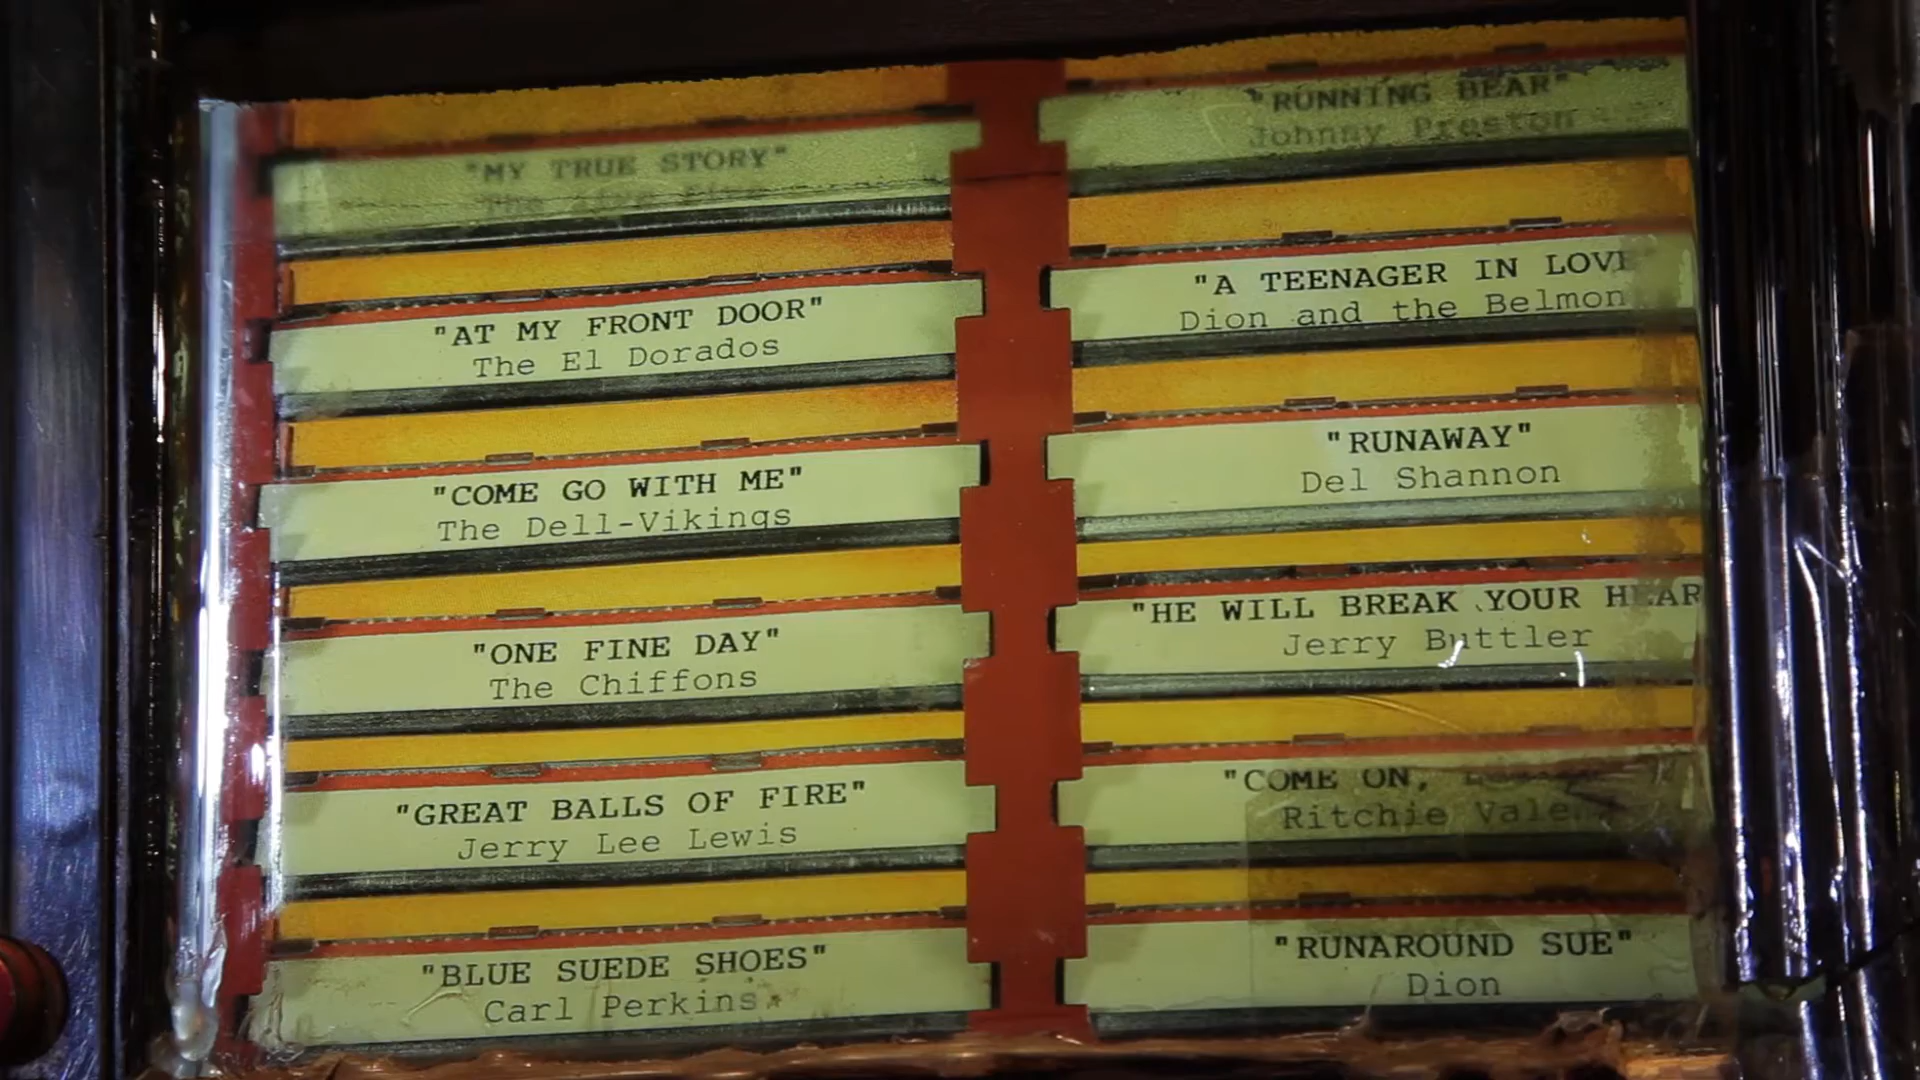 "MY TRUE STORY"
The Five
"AT MY FRONT DOOR"
The El Dorados
"COME GO WITH ME"
The Dell-Vikings
"ONE FINE DAY"
The Chiffons
"GREAT BALLS OF FIRE"
Jerry Lee Lewis
"BLUE SUEDE SHOES"
Carl Perkins
"RUNNING BEAR"
Johnny Preston
"A TEENAGER IN LOVE
Dion and the Belmon
"RUNAWAY"
Del Shannon
"HE WILL BREAK YOUR HEAR
Jerry Buttler
"COME ON,
Ritchie Vale
"RUNAROUND SUE"
Dion